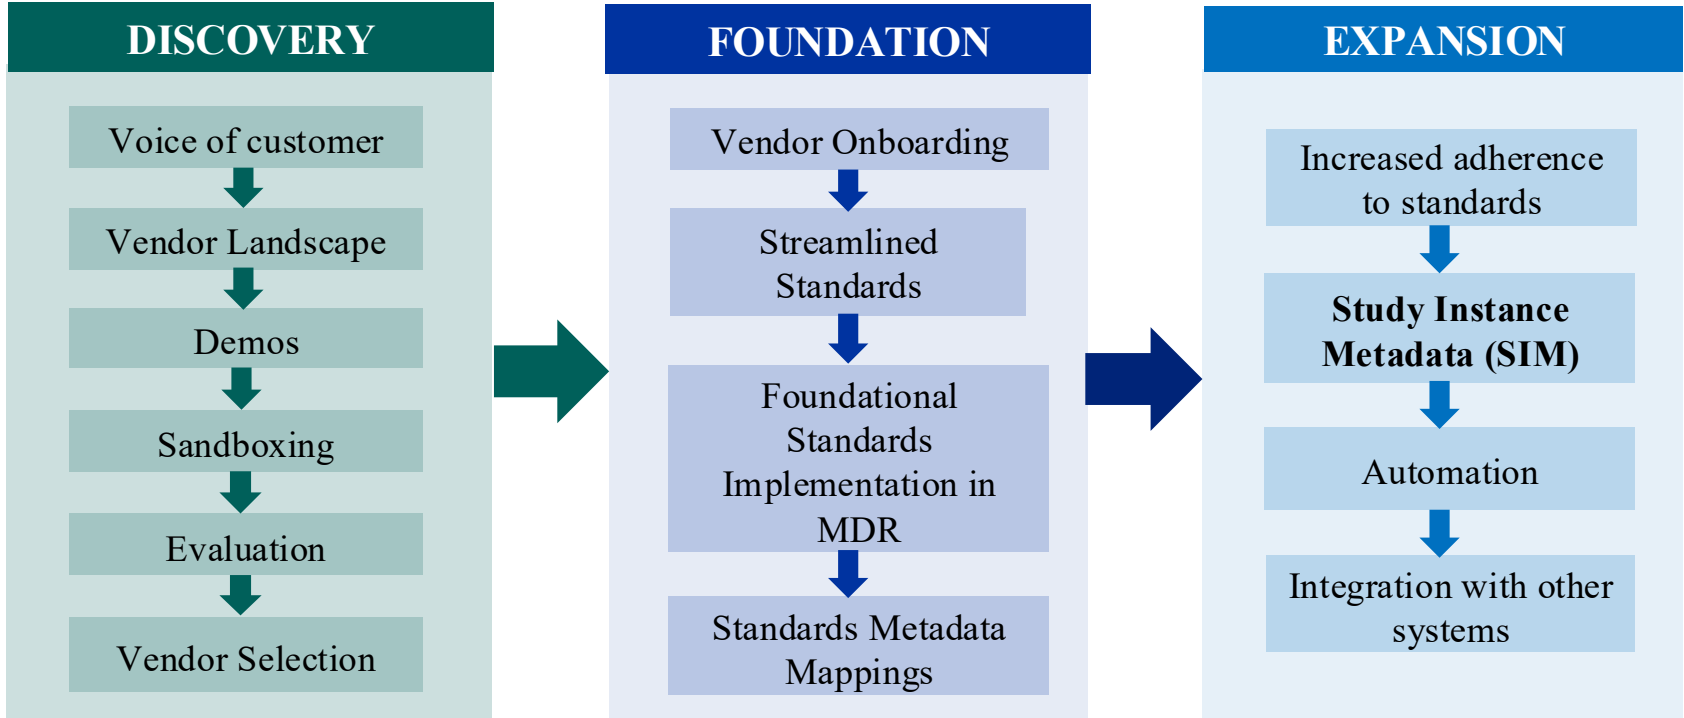 DISCOVERY
Voice of customer
Vendor Landscape
Demos
Sandboxing
Evaluation
Vendor Selection
FOUNDATION
Vendor Onboarding
Streamlined
Standards
Foundational
Standards
Implementation in
MDR
Standards Metadata
Mappings
EXPANSION
Increased adherence
to standards
Study Instance
Metadata (SIM)
Automation
Integration with other
systems